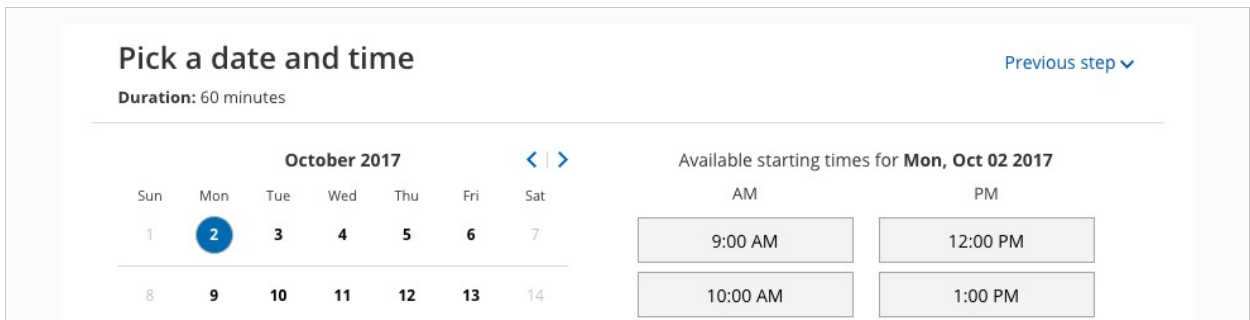 Pick a date and time
Previous step
Duration: 60 minutes
October 2017
Sun Mon Tue Wed Thu Fri Sat
1 2 3 4 5 6 7
8 9 10 11 12 13 14
Available starting times for Mon, Oct 02 2017
AM PM
9:00 AM 12:00 PM
10:00 AM 1:00 PM